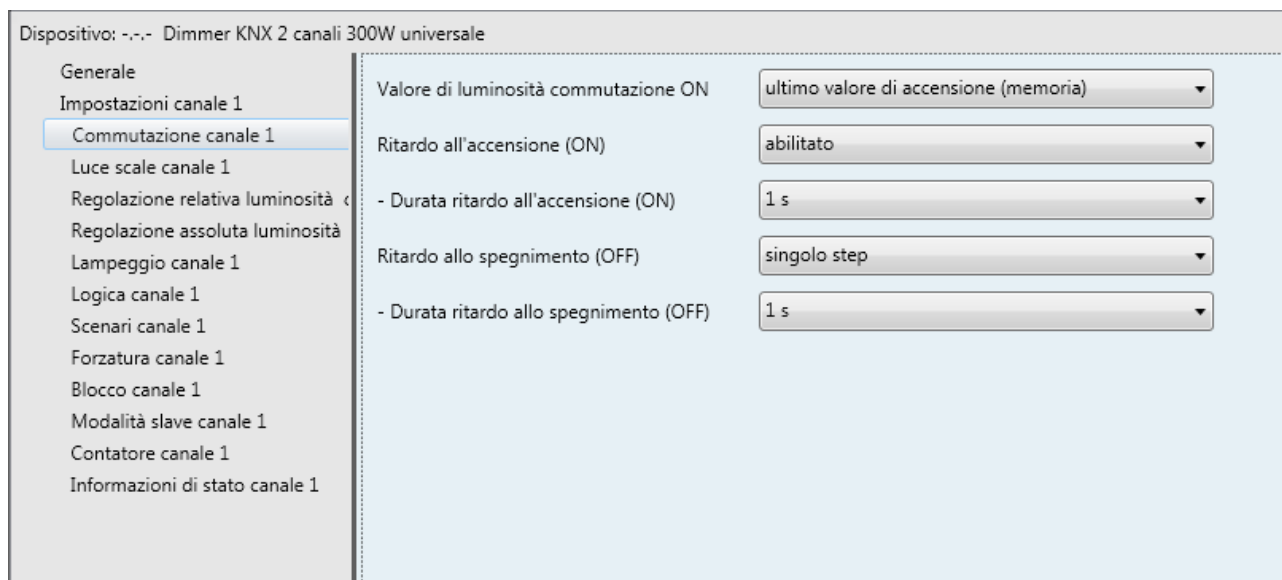 Dispositivo: -.-.- Dimmer KNX 2 canali 300W universale
Generale
Impostazioni canale 1
Commutazione canale 1
Luce scale canale 1
Regolazione relativa luminosità
Regolazione assoluta luminosità
Lampeggio canale 1
Logica canale 1
Scenari canale 1
Forzatura canale 1
Blocco canale 1
Modalità slave canale 1
Contatore canale 1
Informazioni di stato canale 1
Valore di luminosità commutazione ON ultimo valore di accensione (memoria)
Ritardo all'accensione (ON) abilitato
- Durata ritardo all'accensione (ON) 1 s
Ritardo allo spegnimento (OFF) singolo step
- Durata ritardo allo spegnimento (OFF) 1 s